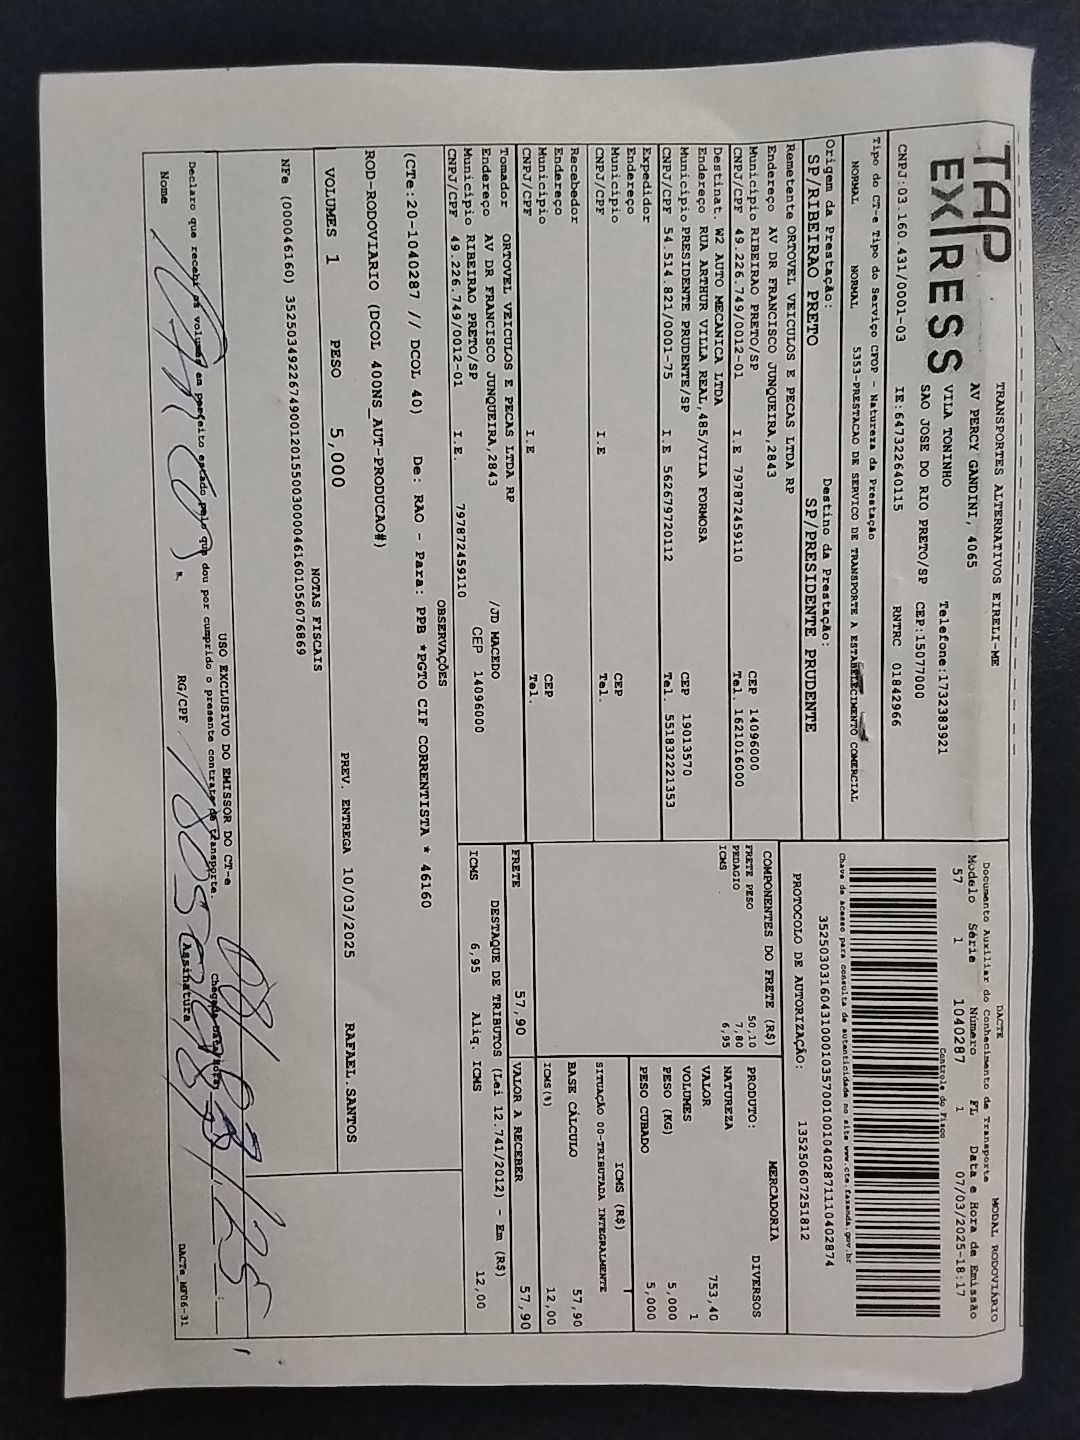 TAP
EXPRESS
TRANSPORTES ALTERNATIVOS EIRELI-ME
AV PERCY GANDINI, 4065
VILA TONINHO Telefone:1732383921
SAO JOSE DO RIO PRETO/SP CEP:15077000
CNPJ:03.160.431/0001-03 IE:647322640115 RNTRC 01842966
DACTE MODAL RODOVIÁRIO
Documento Auxiliar do Conhecimento de Transporte
Modelo Série Número FL Data e Hora de Emissão
57 1 1040287 1 07/03/2025-18:17
Controle do Fisco
Chave de acesso para consulta de autenticidade no site www.cte.fazenda.gov.br
PROTOCOLO DE AUTORIZAÇÃO: 135250607251812
Tipo do CT-e Tipo do Serviço CFOP - Natureza da Prestação
NORMAL NORMAL 5353-PRESTACAO DE SERVICO DE TRANSPORTE A ESTABELECIMENTO COMERCIAL
Origem da Prestação: Destino da Prestação:
SP/RIBEIRAO PRETO SP/PRESIDENTE PRUDENTE
Remetente ORTOVEL VEICULOS E PECAS LTDA RP
Endereço AV DR FRANCISCO JUNQUEIRA,2843
Município RIBEIRAO PRETO/SP CEP 14096000
CNPJ/CPF 49.226.749/0012-01 I.E 797872459110 Tel. 1621016000
Destinat. W2 AUTO MECANICA LTDA
Endereço RUA ARTHUR VILLA REAL,485/VILA FORMOSA
Município PRESIDENTE PRUDENTE/SP CEP 19013570
CNPJ/CPF 54.514.821/0001-75 I.E 562679720112 Tel. 551832221353
Expedidor
Endereço
Município CEP
CNPJ/CPF I.E Tel.
Recebedor
Endereço
Município CEP
CNPJ/CPF I.E Tel.
Tomador ORTOVEL VEICULOS E PECAS LTDA RP
Endereço AV DR FRANCISCO JUNQUEIRA,2843 /JD MACEDO
Município RIBEIRAO PRETO/SP CEP 14096000
CNPJ/CPF 49.226.749/0012-01 I.E. 797872459110
COMPONENTES DO FRETE (R$)
FRETE PESO 50,10
PEDAGIO 7,80
ICMS 6,95
MERCADORIA
PRODUTO: DIVERSOS
NATUREZA
VALOR 753,40
VOLUMES 1
PESO (KG) 5,000
PESO CUBADO 5,000
ICMS (R$)
SITUAÇÃO 00-TRIBUTADA INTEGRALMENTE
BASE CÁLCULO 57,90
ICMS(%) 12,00
FRETE 57,90 VALOR A RECEBER 57,90
DESTAQUE DE TRIBUTOS (Lei 12.741/2012) - Em (R$)
ICMS 6,95 Aliq. ICMS 12,00
OBSERVAÇÕES
(CTe:20-1040287 // DCOL 40) De: RAO - Para: PPB *PGTO CIF CORRENTISTA * 46160
ROD-RODOVIARIO (DCOL 400NS_AUT-PRODUCAO#)
VOLUMES 1 PESO 5,000 PREV. ENTREGA 10/03/2025 RAFAEL.SANTOS
NOTAS FISCAIS
USO EXCLUSIVO DO EMISSOR DO CT-e
Declaro que recebi os volumes em perfeito estado pelo que dou por cumprido o presente contrato de transporte.
Chegada Data/Hora
Nome RG/CPF Assinatura
DACTe_MF06-31